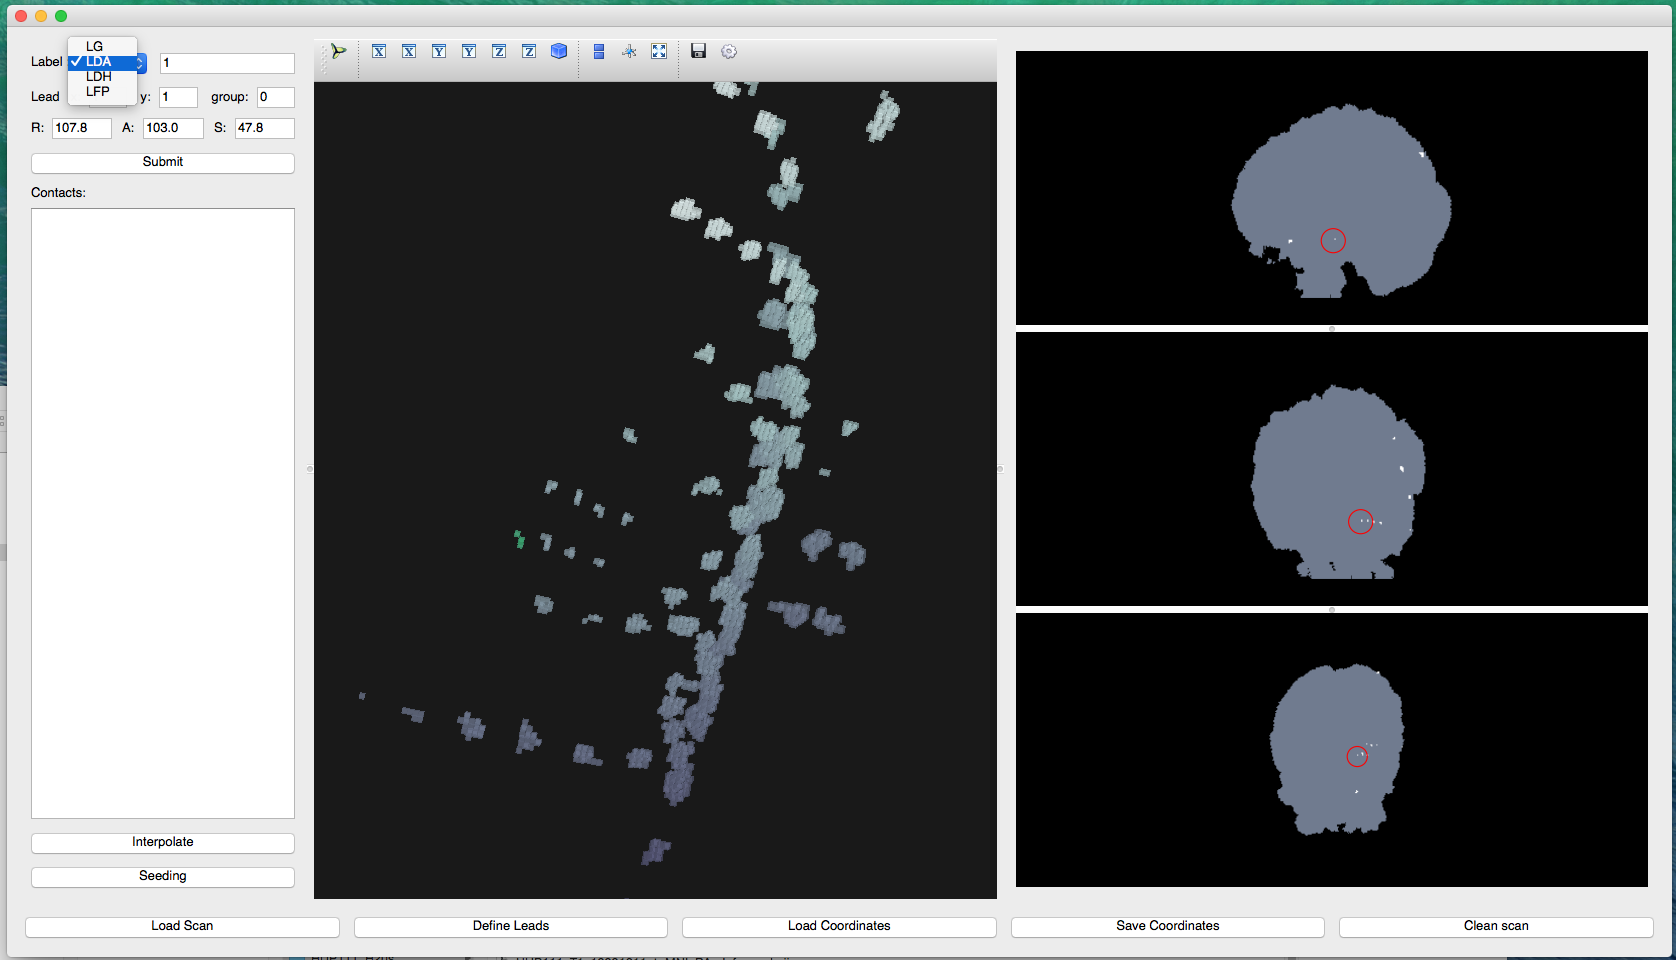 LG
Label ✓ LDA 1
LDH
LFP
Lead y: 1 group: 0
R: 107.8 A: 103.0 S: 47.8
Submit
Contacts:
X X Y Y Z Z
Interpolate
Seeding
Load Scan Define Leads Load Coordinates Save Coordinates Clean scan